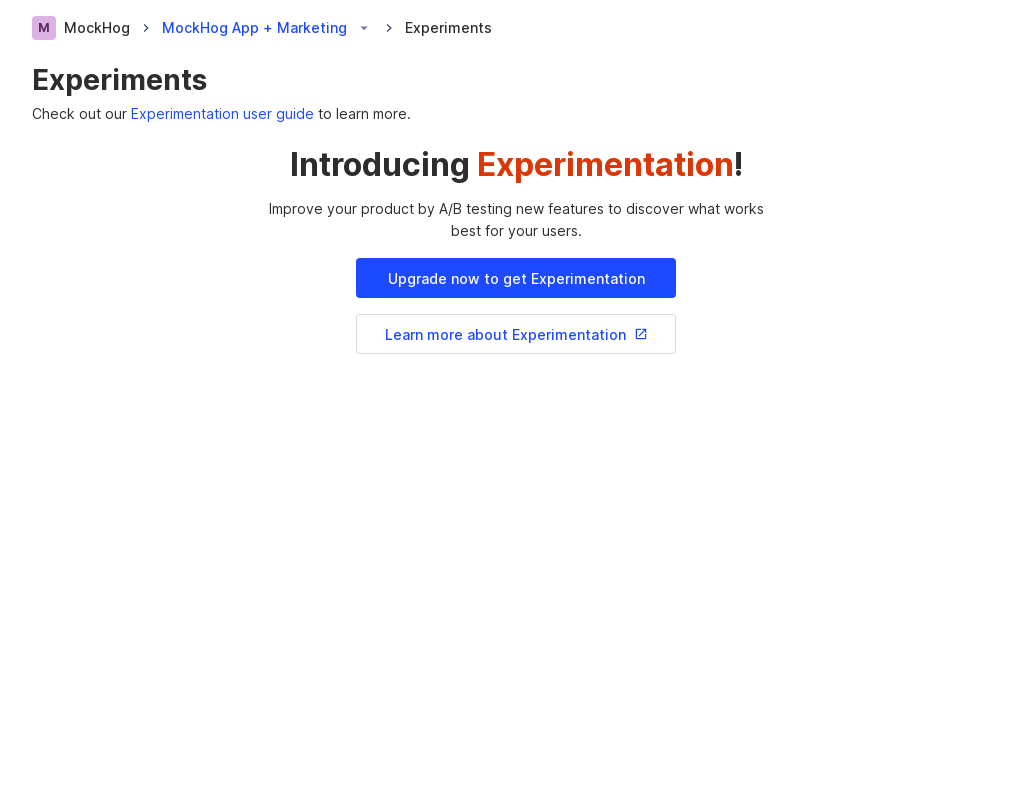 M MockHog MockHog App + Marketing Experiments
Experiments
Check out our Experimentation user guide to learn more.
Introducing Experimentation!
Improve your product by A/B testing new features to discover what works
best for your users.
Upgrade now to get Experimentation
Learn more about Experimentation